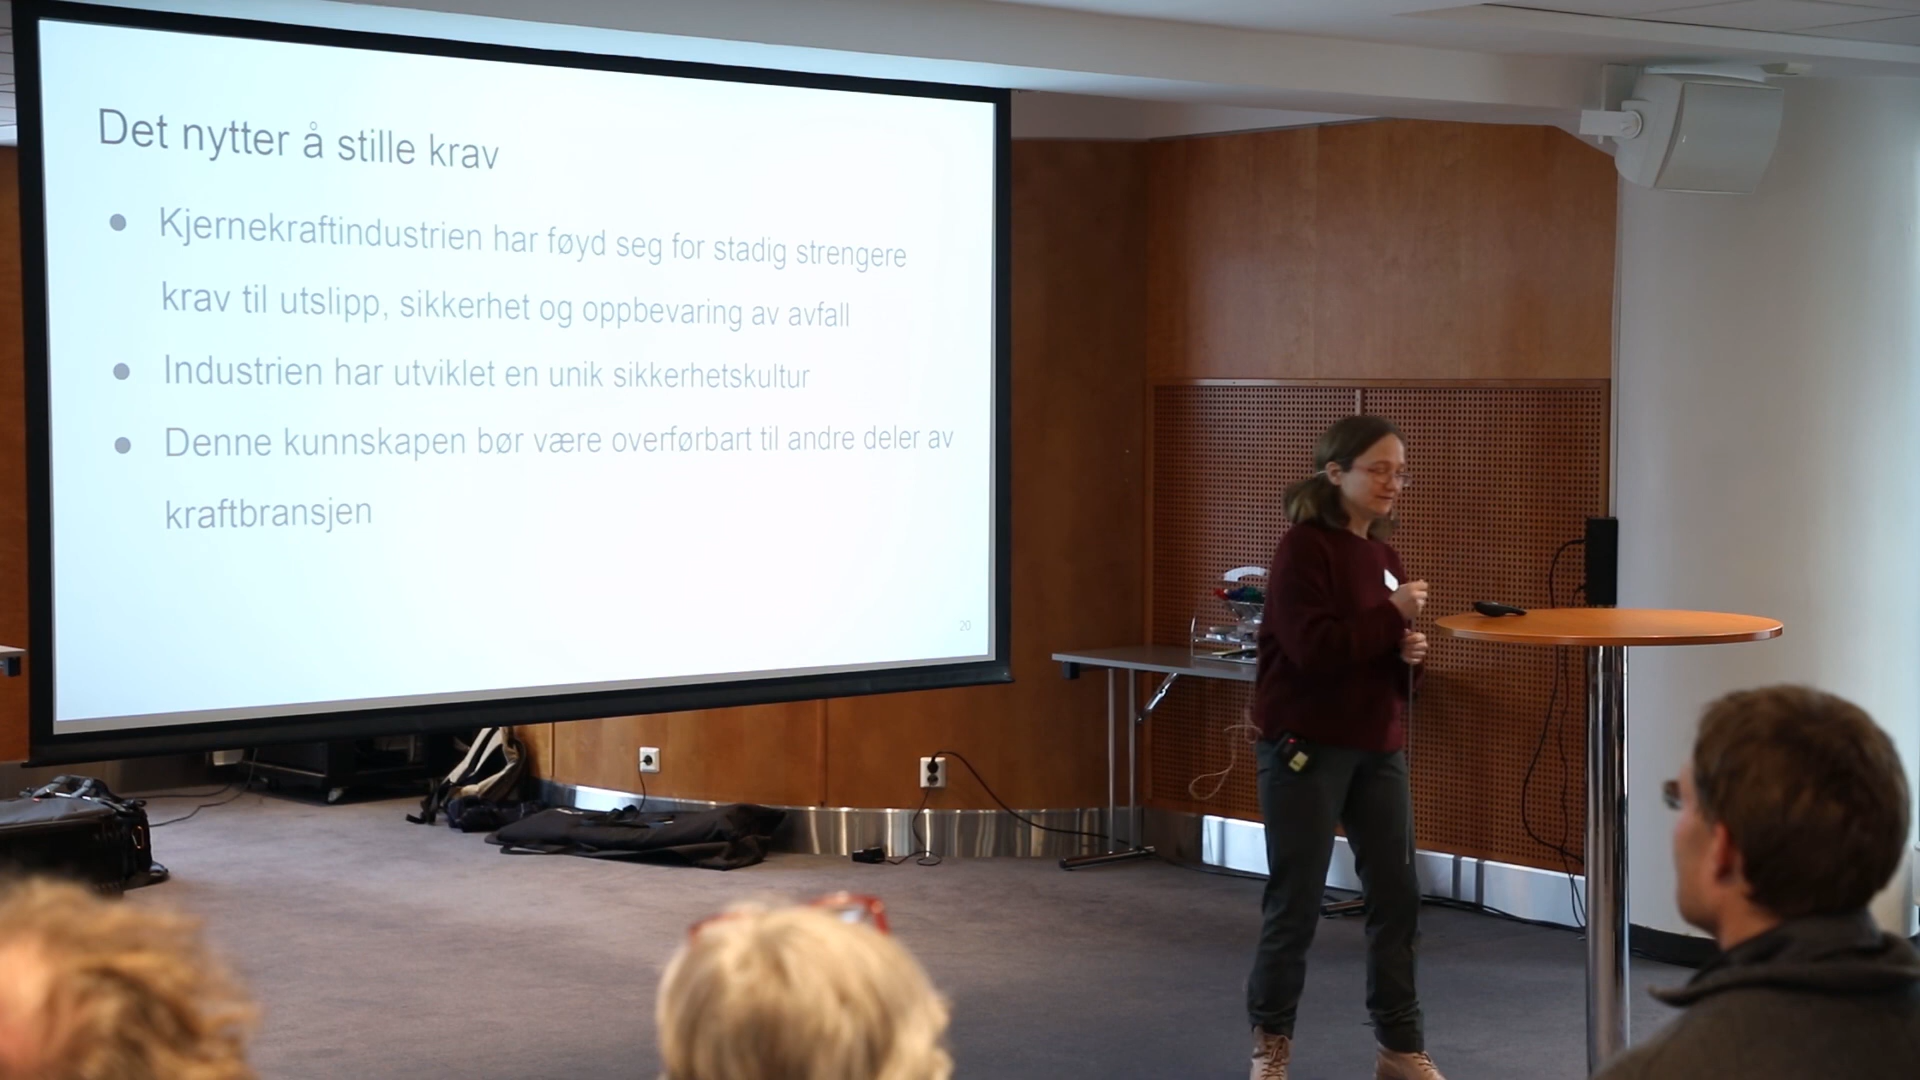 Det nytter å stille krav
● Kjernekraftindustrien har føyd seg for stadig strengere
krav til utslipp, sikkerhet og oppbevaring av avfall
● Industrien har utviklet en unik sikkerhetskultur
● Denne kunnskapen bør være overførbart til andre deler av
kraftbransjen
20